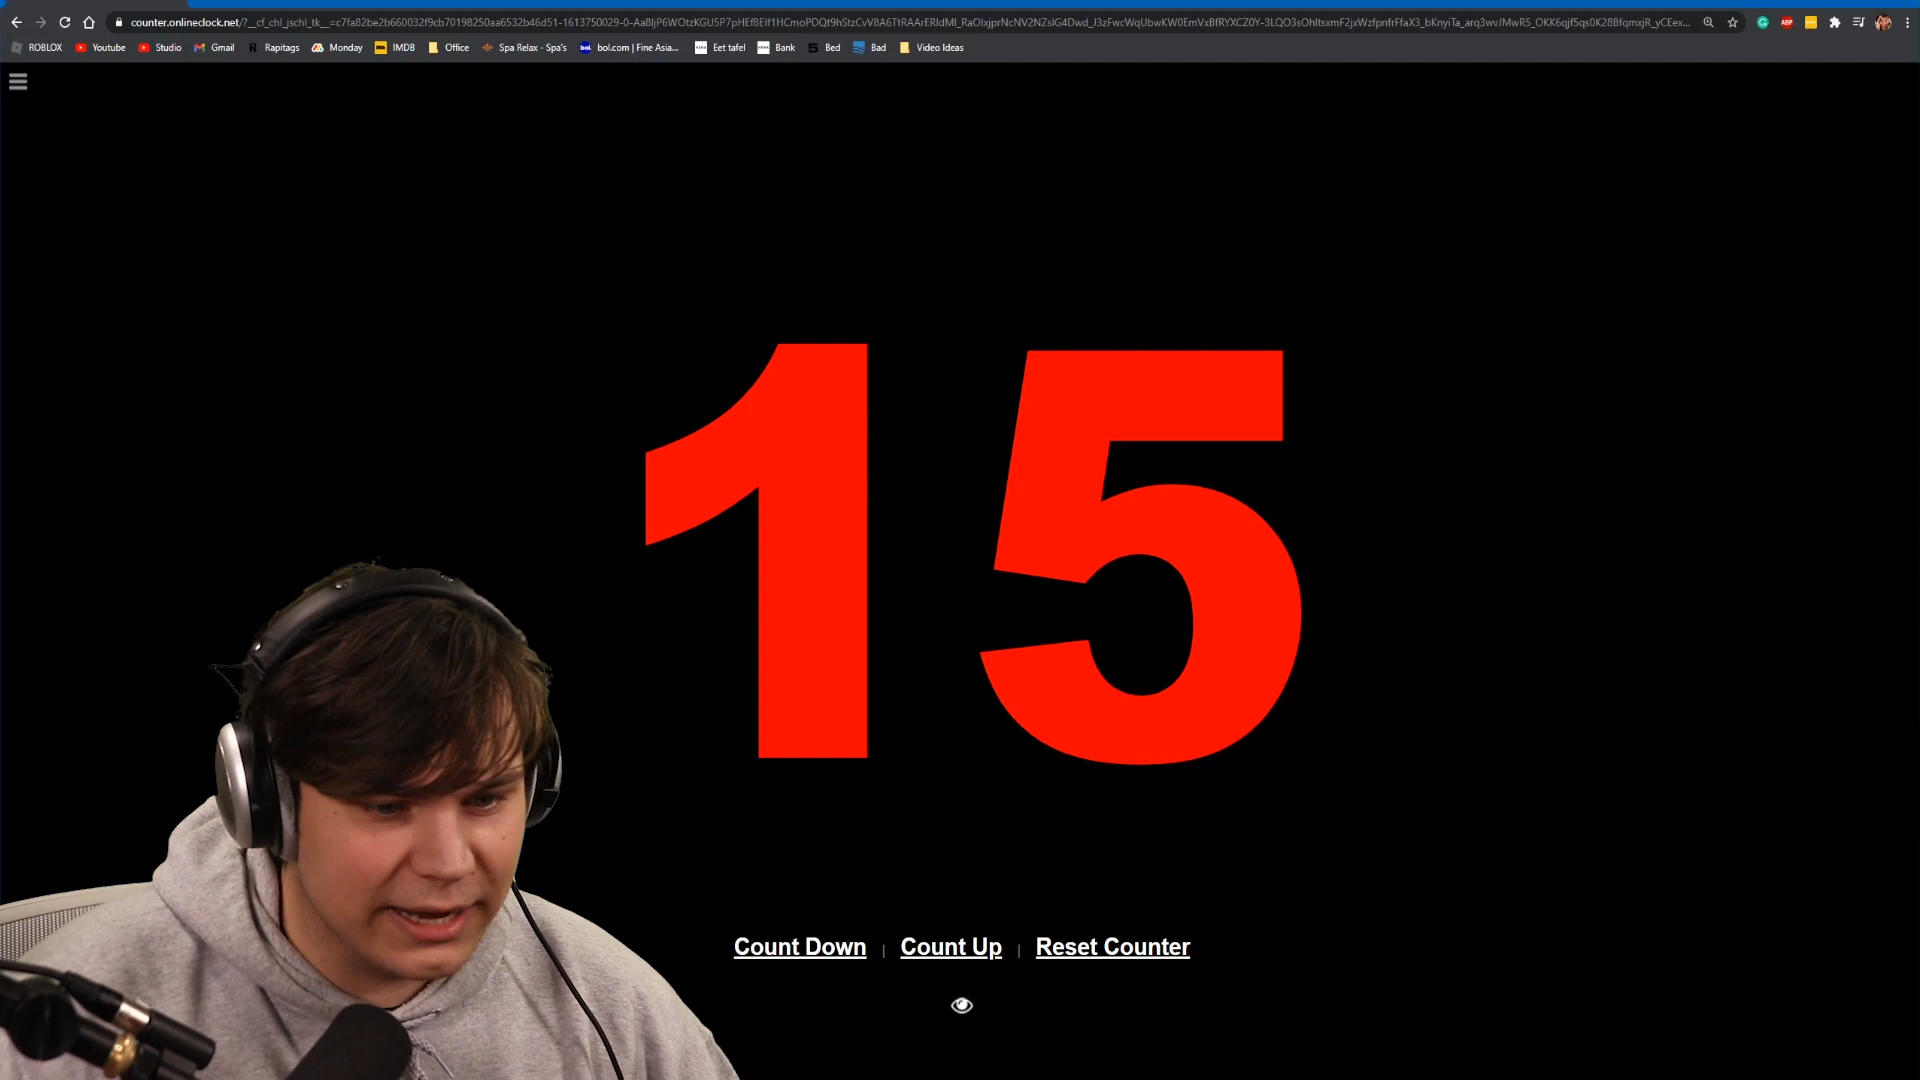 counter.onlineclock.net
ROBLOX Youtube Studio Gmail Rapitags Monday IMDB Office Spa Relax - Spa's bol.com | Fine Asia... Eet tafel Bank Bed Bad Video Ideas
ABP
15
Count Down | Count Up | Reset Counter